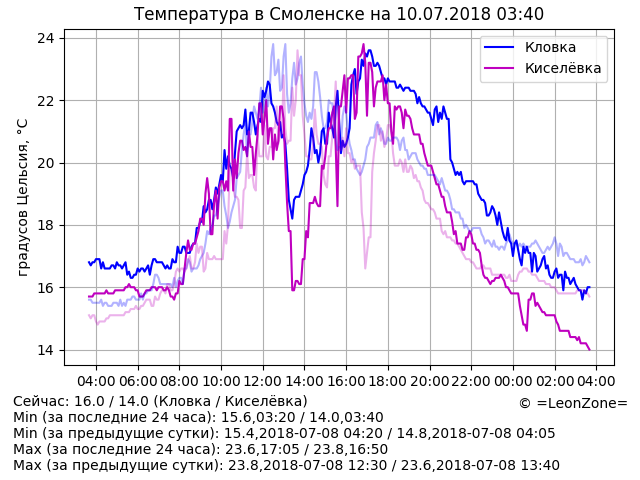 Температура в Смоленске на 10.07.2018 03:40
градусов Цельсия, °C
24
22
20
18
16
14
Кловка
Киселёвка
04:00 06:00 08:00 10:00 12:00 14:00 16:00 18:00 20:00 22:00 00:00 02:00 04:00
Сейчас: 16.0 / 14.0 (Кловка / Киселёвка)
© =LeonZone=
Min (за последние 24 часа): 15.6,03:20 / 14.0,03:40
Min (за предыдущие сутки): 15.4,2018-07-08 04:20 / 14.8,2018-07-08 04:05
Max (за последние 24 часа): 23.6,17:05 / 23.8,16:50
Max (за предыдущие сутки): 23.8,2018-07-08 12:30 / 23.6,2018-07-08 13:40